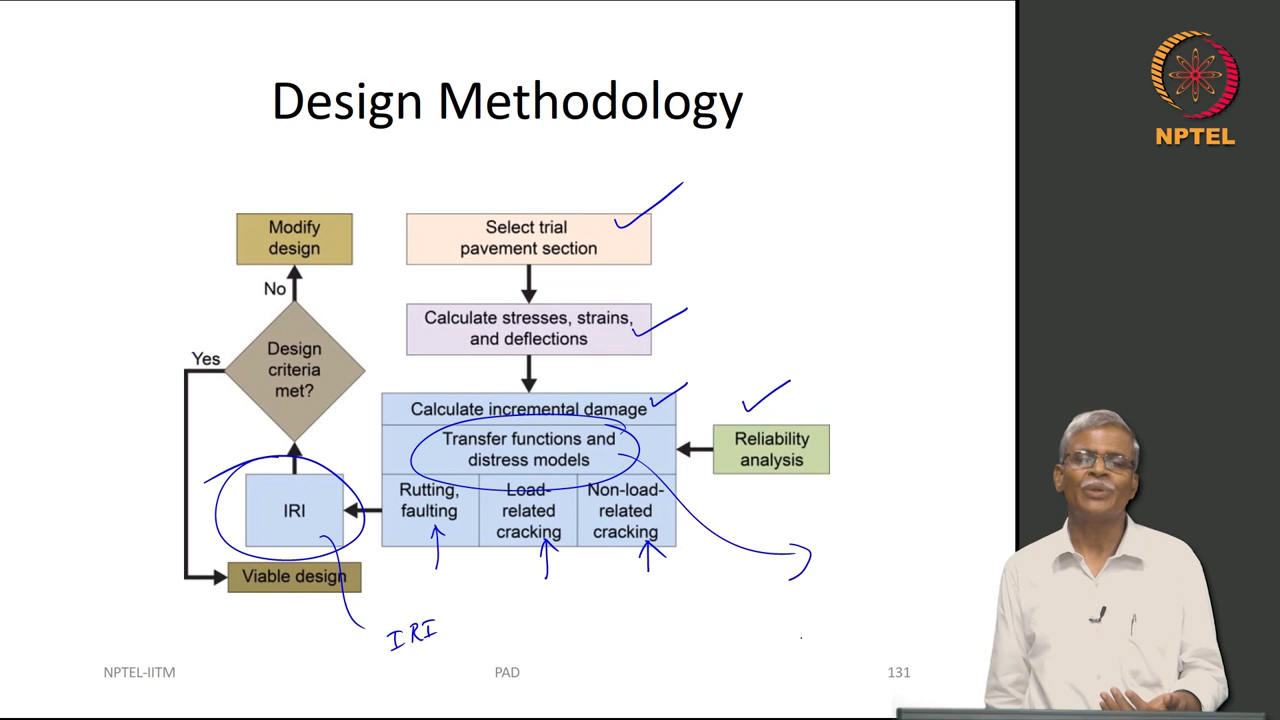 Design Methodology
NPTEL
Modify
design
No
Yes
Design
criteria
met?
IRI
Viable design
Select trial
pavement section
Calculate stresses, strains,
and deflections
Calculate incremental damage
Transfer functions and
distress models
Rutting,
faulting
Load-
related
cracking
Non-load-
related
cracking
Reliability
analysis
IRI
NPTEL-IITM
PAD
131